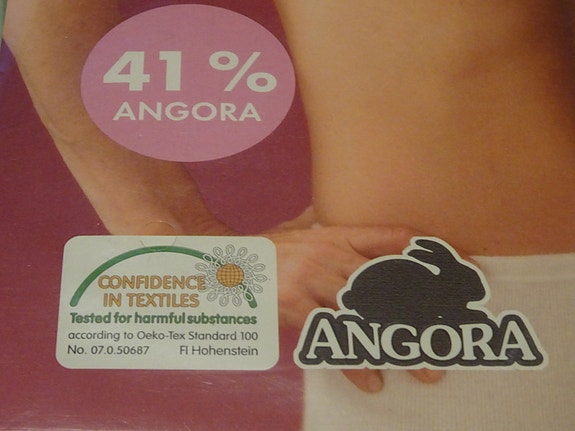 41 %
ANGORA
CONFIDENCE
IN TEXTILES
Tested for harmful substances
according to Oeko-Tex Standard 100
No. 07.0.50687 FI Hohenstein
ANGORA